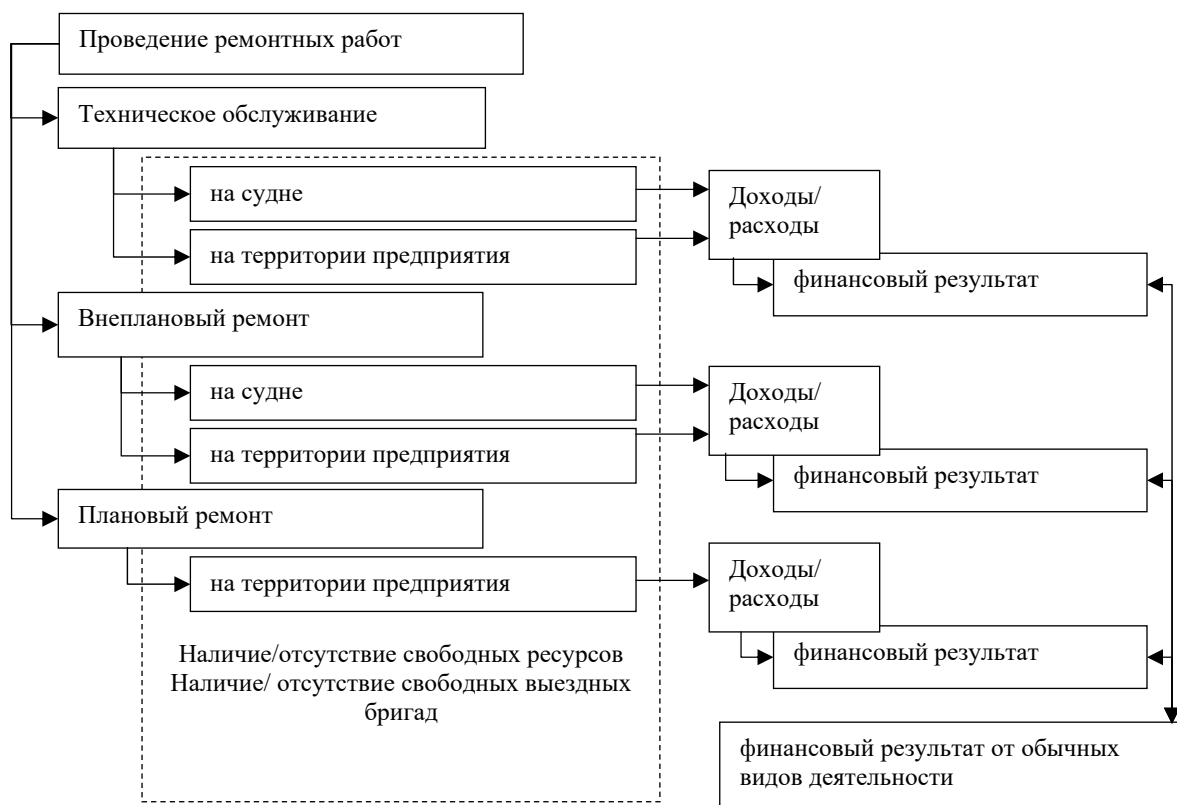 Проведение ремонтных работ
Техническое обслуживание
на судне
Доходы/
расходы
на территории предприятия
финансовый результат
Внеплановый ремонт
на судне
Доходы/
расходы
на территории предприятия
финансовый результат
Плановый ремонт
на территории предприятия
Доходы/
расходы
финансовый результат
Наличие/отсутствие свободных ресурсов
Наличие/ отсутствие свободных выездных
бригад
финансовый результат от обычных
видов деятельности